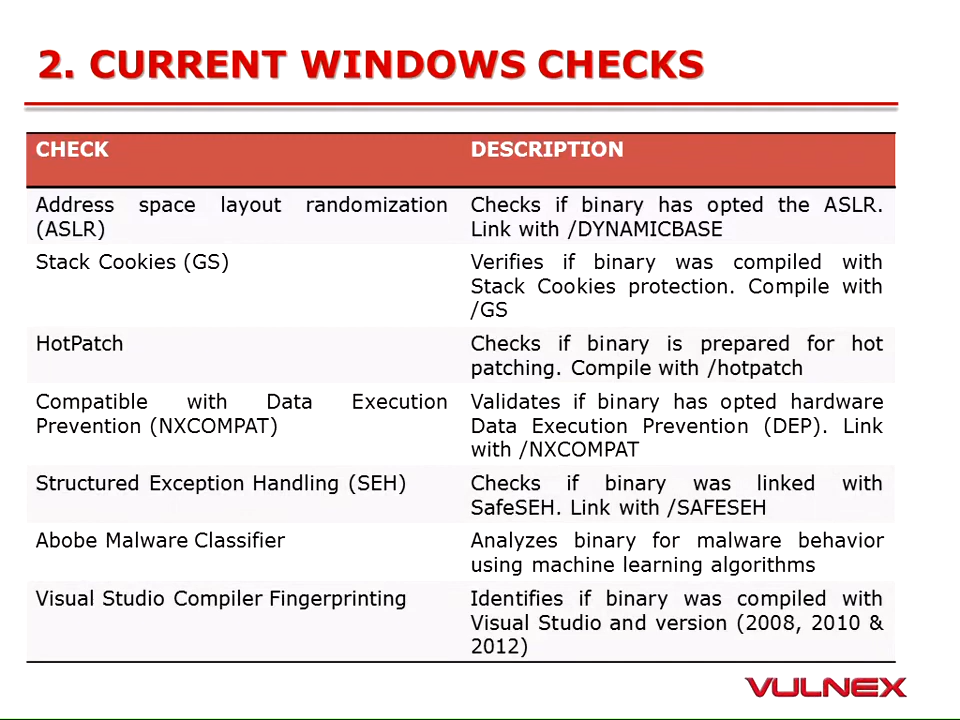 2. CURRENT WINDOWS CHECKS
CHECK
DESCRIPTION
Address space layout randomization
(ASLR)
Checks if binary has opted the ASLR.
Link with /DYNAMICBASE
Stack Cookies (GS)
Verifies if binary was compiled with
Stack Cookies protection. Compile with
/GS
HotPatch
Checks if binary is prepared for hot
patching. Compile with /hotpatch
Compatible with Data Execution
Prevention (NXCOMPAT)
Validates if binary has opted hardware
Data Execution Prevention (DEP). Link
with /NXCOMPAT
Structured Exception Handling (SEH)
Checks if binary was linked with
SafeSEH. Link with /SAFESEH
Abobe Malware Classifier
Analyzes binary for malware behavior
using machine learning algorithms
Visual Studio Compiler Fingerprinting
Identifies if binary was compiled with
Visual Studio and version (2008, 2010 &
2012)
VULNEX